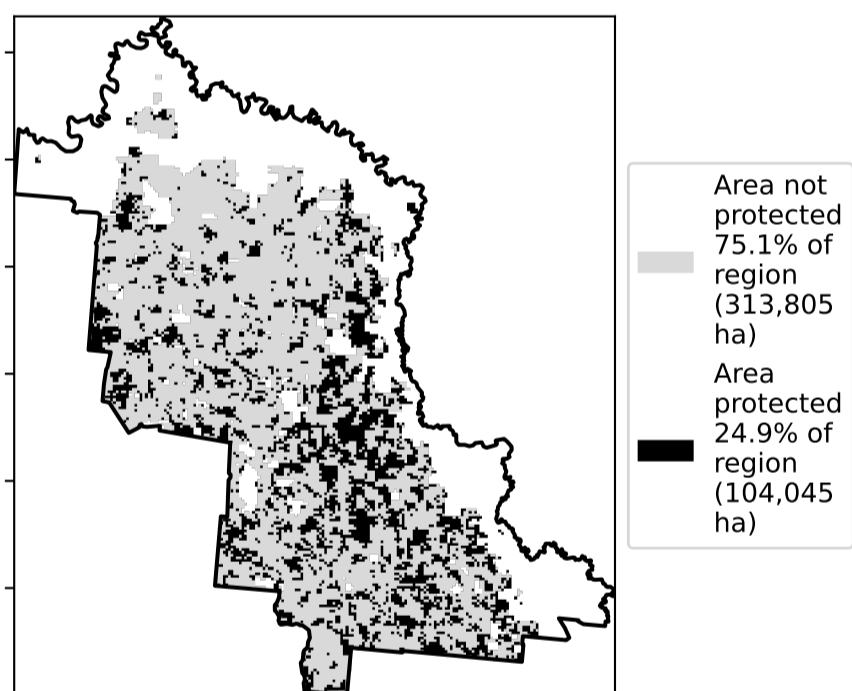 Area not
protected
75.1% of
region
(313,805
ha)
Area
protected
24.9% of
region
(104,045
ha)